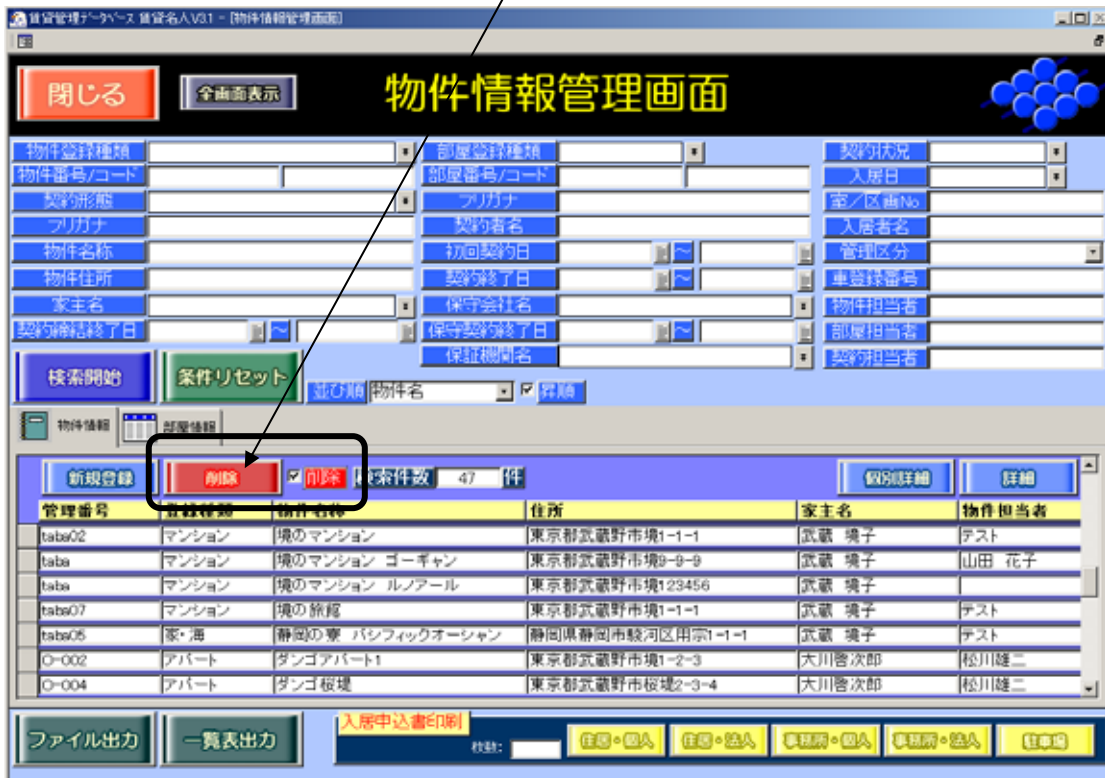 賃貸管理データベース 賃貸名人V3.1 - [物件情報管理画面]
閉じる 全画面表示 物件情報管理画面
物件登録種類 部屋登録種類 契約状況
物件番号/コード 部屋番号/コード 入居日
契約形態 フリガナ 室/区画No
フリガナ 契約者名 入居者名
物件名称 初回契約日 ~ 管理区分
物件住所 契約終了日 ~ 車登録番号
家主名 保守会社名 物件担当者
契約締結終了日 ~ 保守契約終了日 ~ 部屋担当者
保証機関名 契約担当者
検索開始 条件リセット 並び順 物件名 昇順
物件情報 部屋情報
新規登録 削除 削除 検索件数 47 件 個別詳細 詳細
管理番号 登録種類 物件名称 住所 家主名 物件担当者
taba02 マンション 境のマンション 東京都武蔵野市境1-1-1 武蔵 境子 テスト
taba マンション 境のマンション ゴーギャン 東京都武蔵野市境9-9-9 武蔵 境子 山田 花子
taba マンション 境のマンション ルノアール 東京都武蔵野市境123456 武蔵 境子
taba07 マンション 境の旅館 東京都武蔵野市境1-1-1 武蔵 境子 テスト
taba05 家・海 静岡の寮 パシフィックオーシャン 静岡県静岡市駿河区用宗1-1-1 武蔵 境子 テスト
O-002 アパート ダンゴアパート1 東京都武蔵野市境1-2-3 大川啓次郎 松川雄二
O-004 アパート ダンゴ桜堤 東京都武蔵野市桜堤2-3-4 大川啓次郎 松川雄二
ファイル出力 一覧表出力 入居申込書印刷
枚数: 住居・個人 住居・法人 事務所・個人 事務所・法人 駐車場